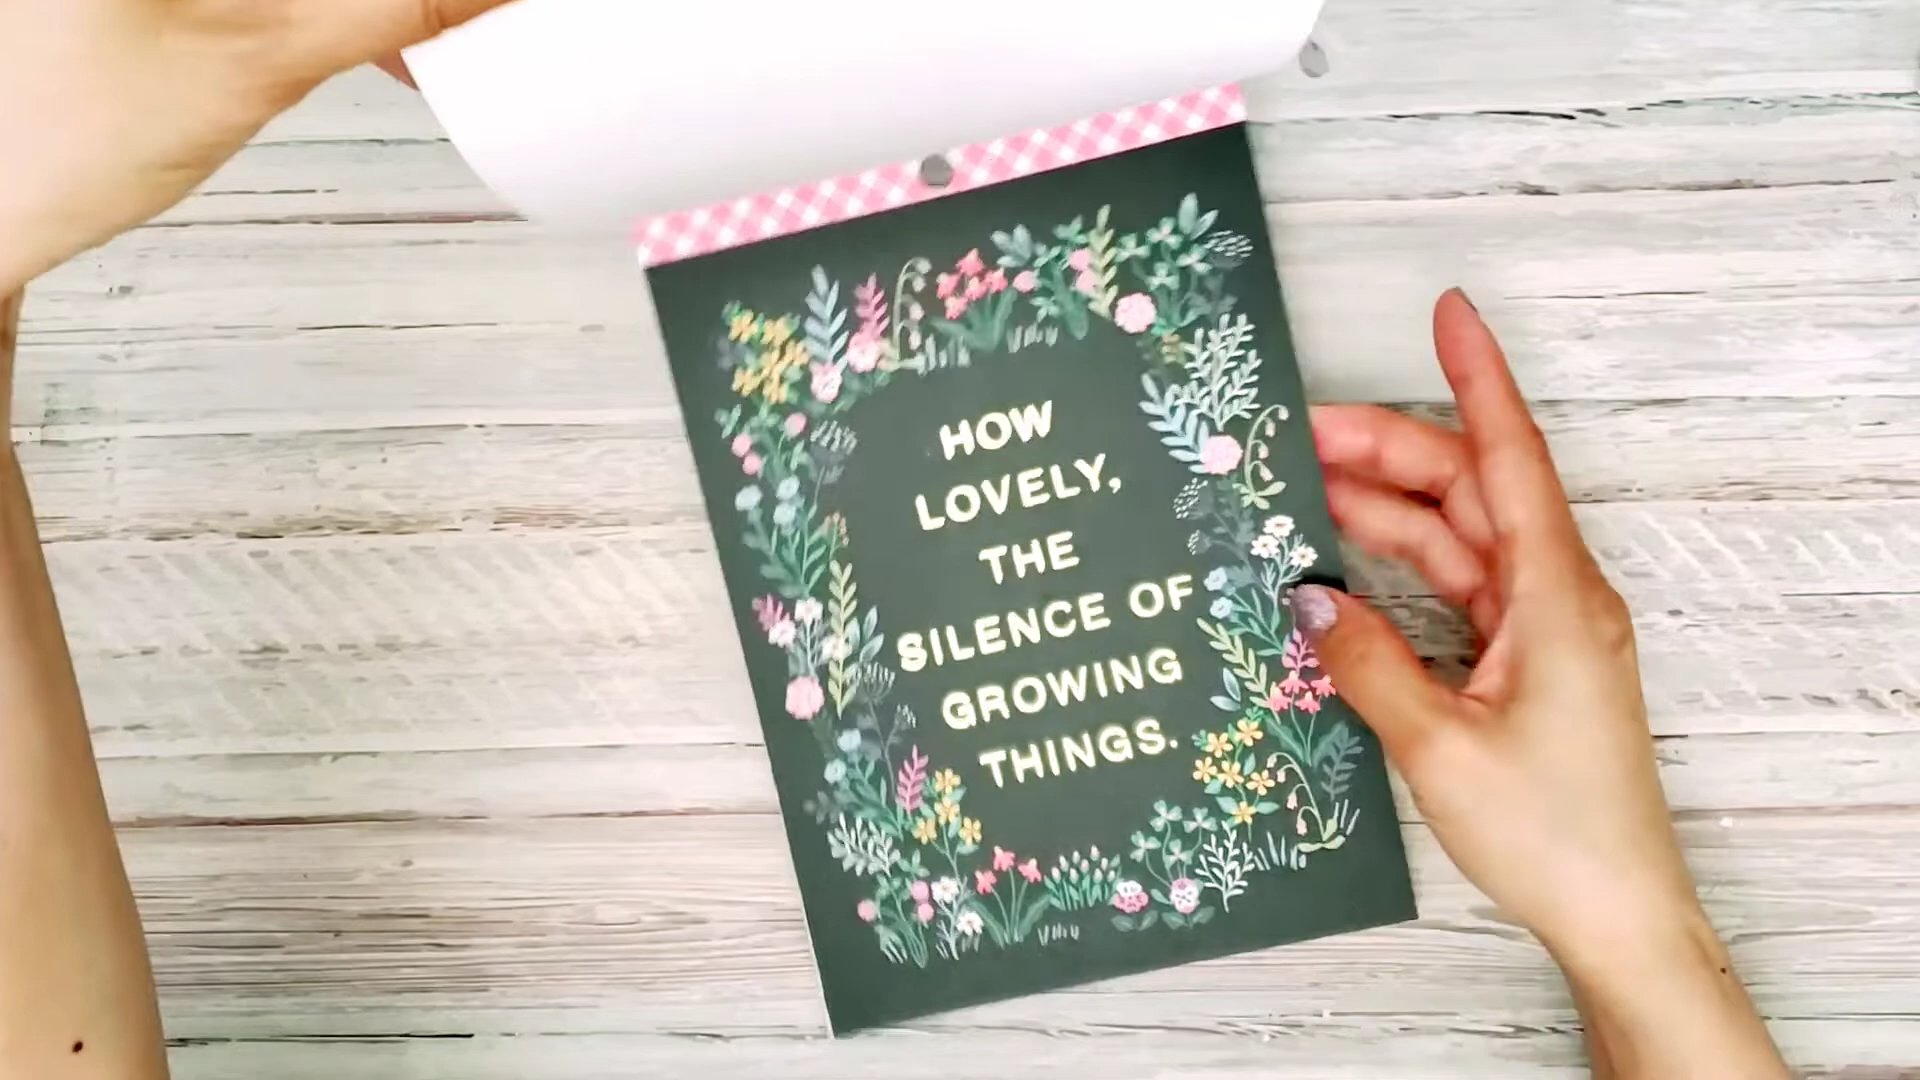 HOW
LOVELY,
THE
SILENCE OF
GROWING
THINGS.